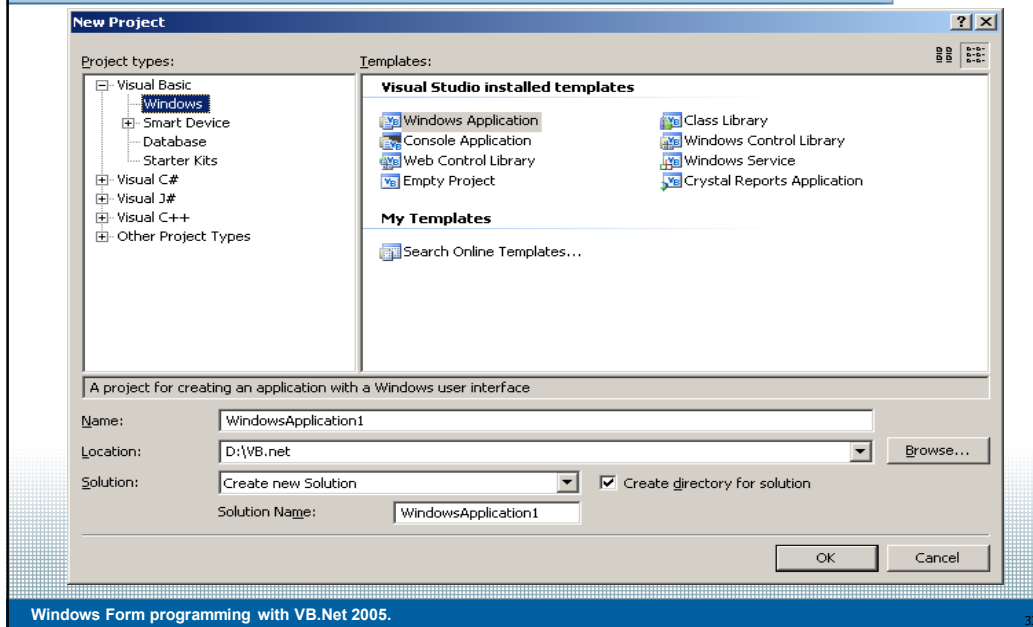 New Project
Project types:
Templates:
Visual Basic
Windows
Smart Device
Database
Starter Kits
Visual C#
Visual J#
Visual C++
Other Project Types
Visual Studio installed templates
Windows Application
Class Library
Console Application
Windows Control Library
Web Control Library
Windows Service
Empty Project
Crystal Reports Application
My Templates
Search Online Templates...
A project for creating an application with a Windows user interface
Name: WindowsApplication1
Location: D:\VB.net Browse...
Solution: Create new Solution Create directory for solution
Solution Name: WindowsApplication1
OK Cancel
Windows Form programming with VB.Net 2005.
3